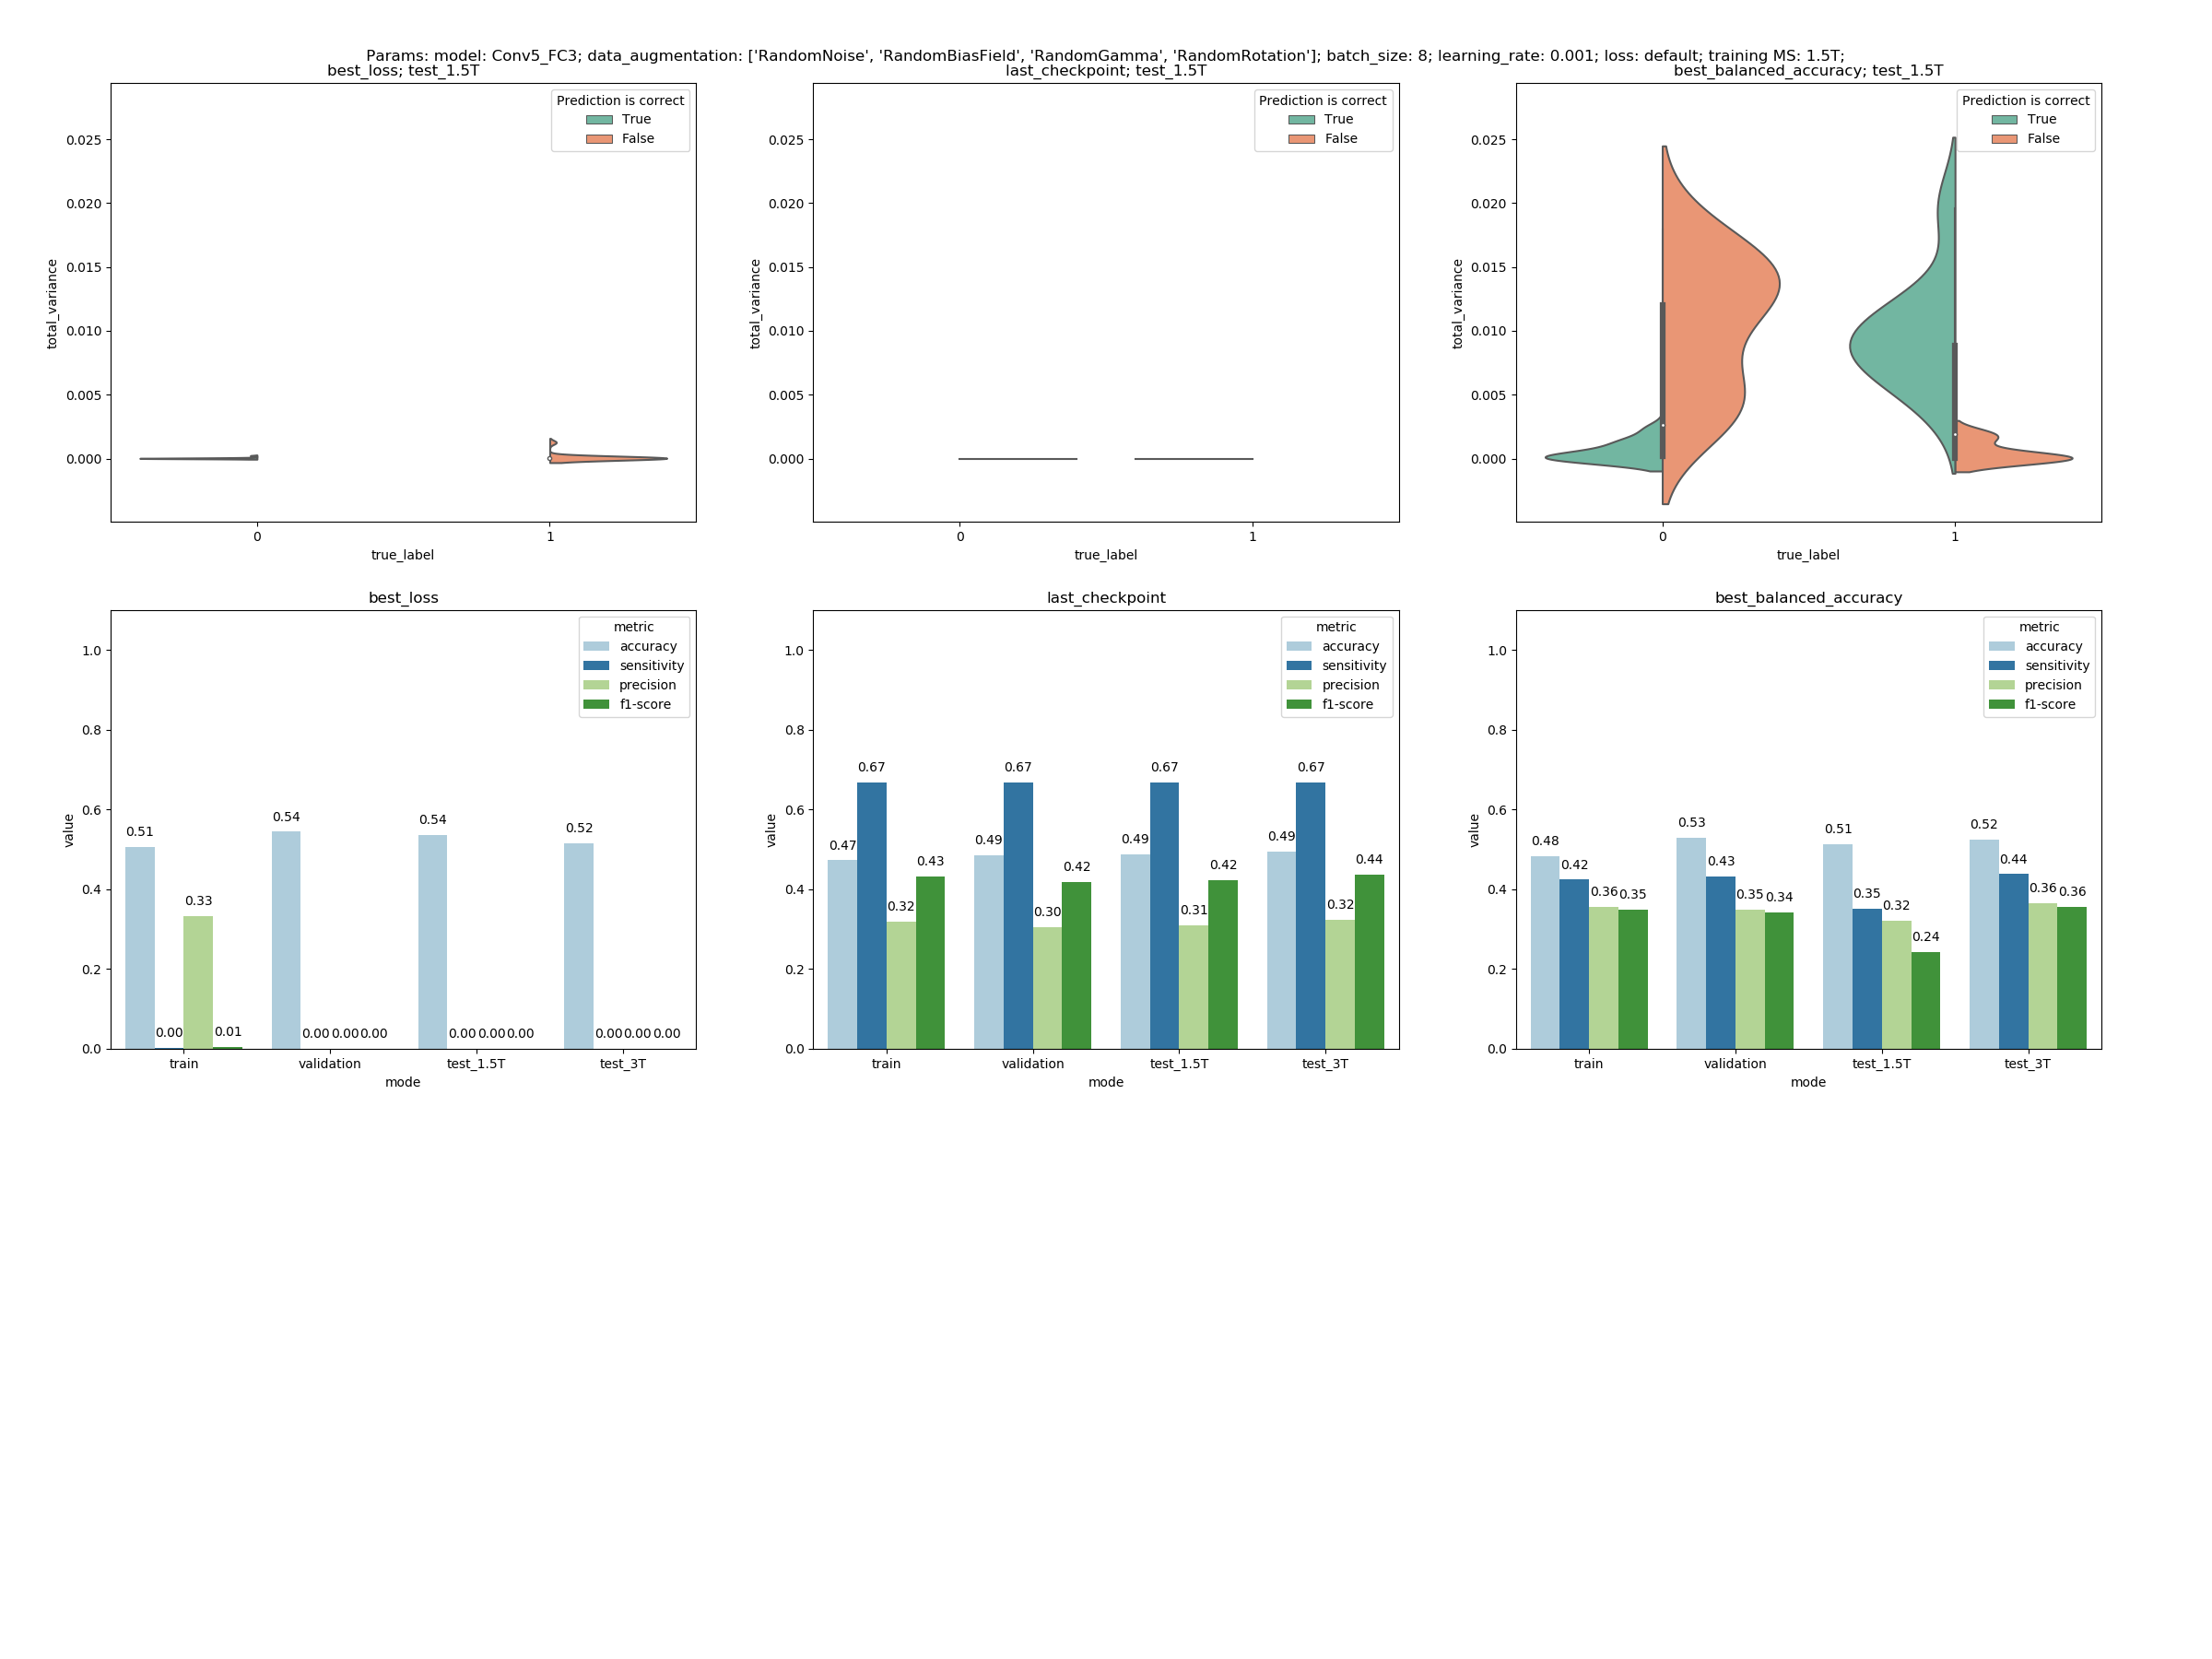 Params: model: Conv5_FC3; data_augmentation: ['RandomNoise', 'RandomBiasField', 'RandomGamma', 'RandomRotation']; batch_size: 8; learning_rate: 0.001; loss: default; training MS: 1.5T;
best_loss; test_1.5T
Prediction is correct
True
False
0.025
0.020
0.015
0.010
0.005
0.000
total_variance
0
1
true_label
last_checkpoint; test_1.5T
Prediction is correct
True
False
0.025
0.020
0.015
0.010
0.005
0.000
total_variance
0
1
true_label
best_balanced_accuracy; test_1.5T
Prediction is correct
True
False
0.025
0.020
0.015
0.010
0.005
0.000
total_variance
0
1
true_label
best_loss
metric
accuracy
sensitivity
precision
f1-score
1.0
0.8
0.6
0.4
0.2
0.0
value
0.51
0.00
0.33
0.01
0.54
0.00
0.00
0.00
0.54
0.00
0.00
0.00
0.52
0.00
0.00
0.00
train
validation
test_1.5T
test_3T
mode
last_checkpoint
metric
accuracy
sensitivity
precision
f1-score
1.0
0.8
0.6
0.4
0.2
0.0
value
0.47
0.67
0.32
0.43
0.49
0.67
0.30
0.42
0.49
0.67
0.31
0.42
0.49
0.67
0.32
0.44
train
validation
test_1.5T
test_3T
mode
best_balanced_accuracy
metric
accuracy
sensitivity
precision
f1-score
1.0
0.8
0.6
0.4
0.2
0.0
value
0.48
0.42
0.36
0.35
0.53
0.43
0.35
0.34
0.51
0.35
0.32
0.24
0.52
0.44
0.36
0.36
train
validation
test_1.5T
test_3T
mode